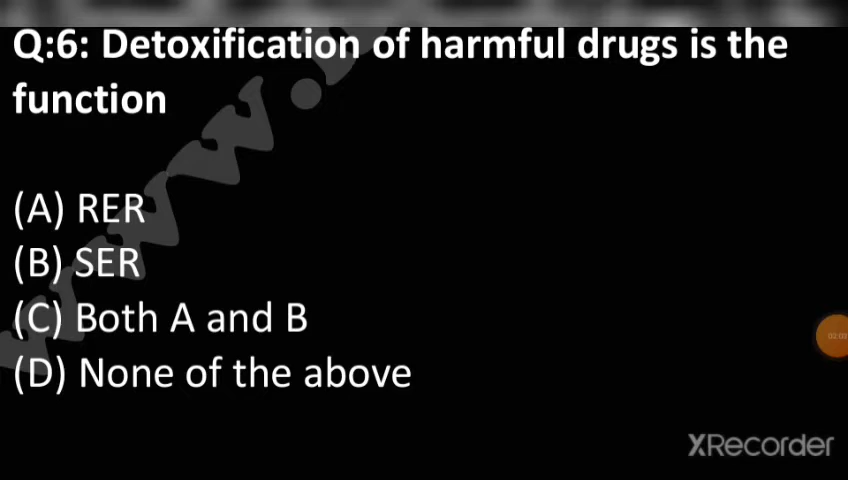 Q:6: Detoxification of harmful drugs is the
function
(A) RER
(B) SER
(C) Both A and B
(D) None of the above
XRecorder